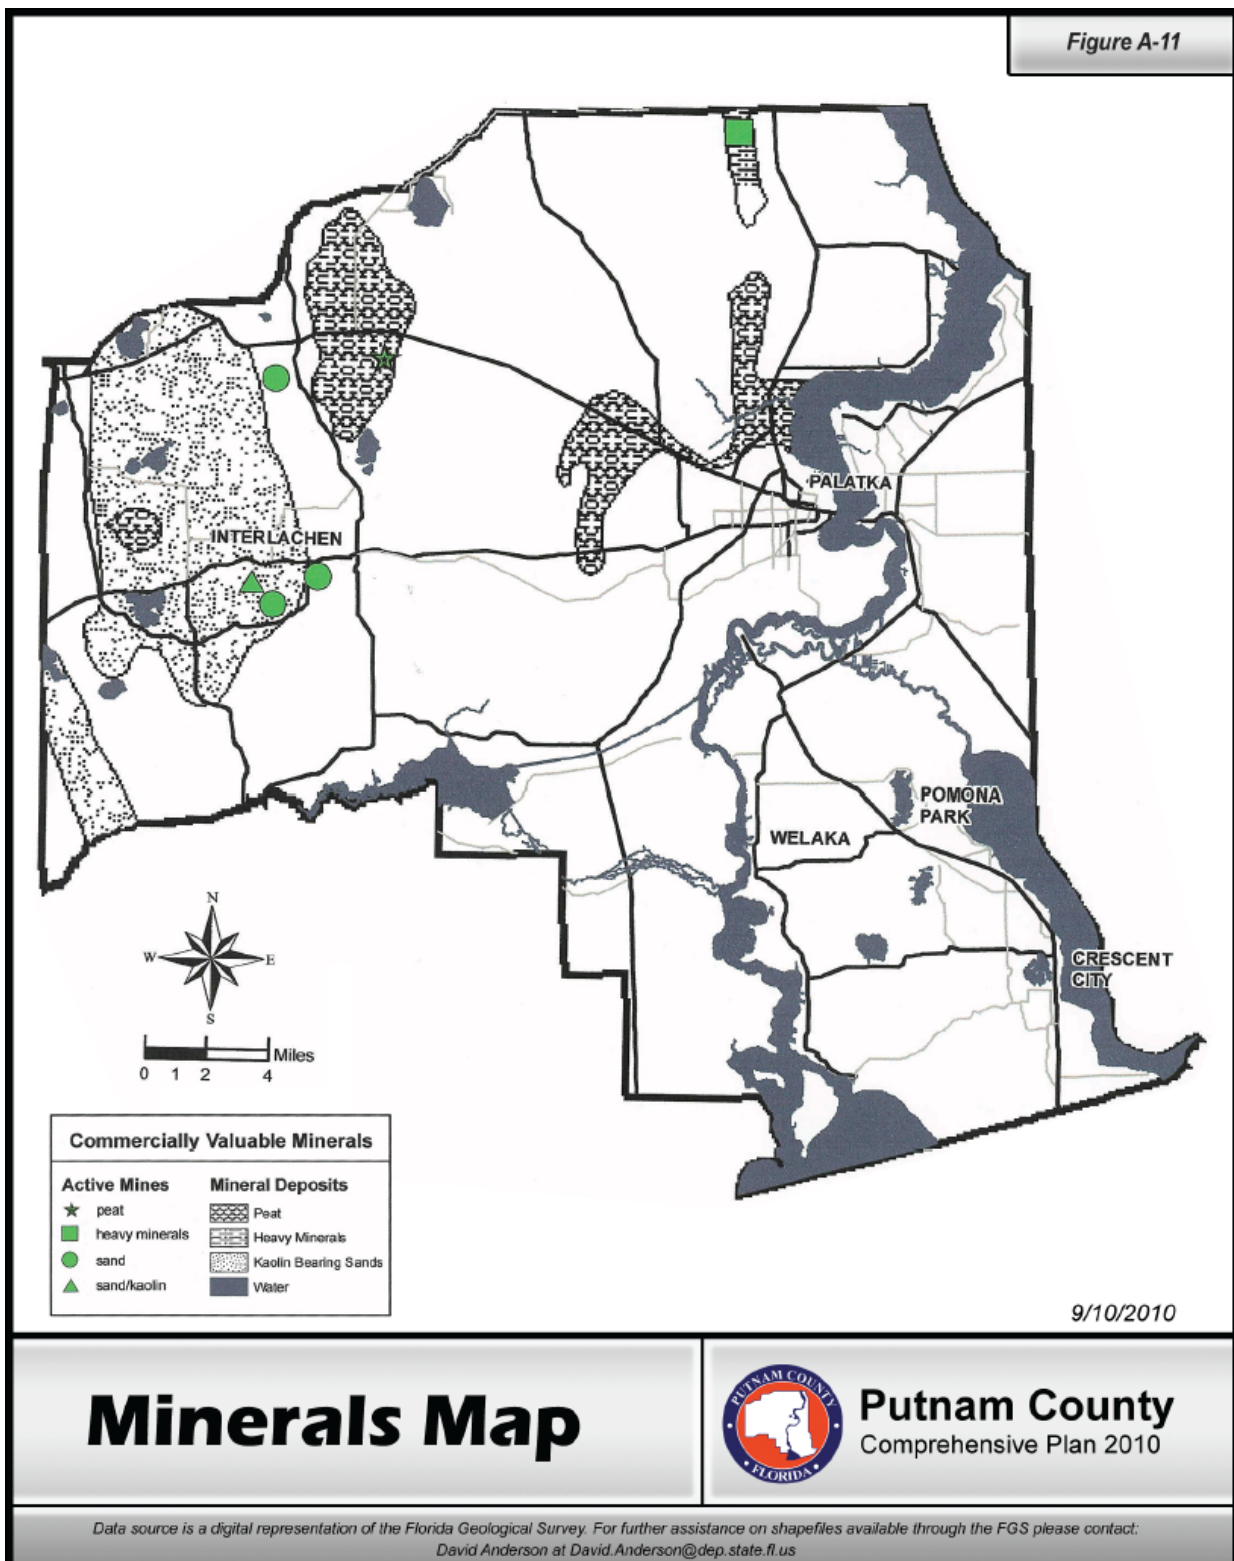 Figure A-11
PALATKA
INTERLACHEN
POMONA
PARK
WELAKA
CRESCENT
CITY
N
W
E
S
Miles
0 1 2 4
Commercially Valuable Minerals
Active Mines
peat
heavy minerals
sand
sand/kaolin
Mineral Deposits
Peat
Heavy Minerals
Kaolin Bearing Sands
Water
9/10/2010
Minerals Map
PUTNAM COUNTY
FLORIDA
Putnam County
Comprehensive Plan 2010
Data source is a digital representation of the Florida Geological Survey. For further assistance on shapefiles available through the FGS please contact:
David Anderson at David.Anderson@dep.state.fl.us